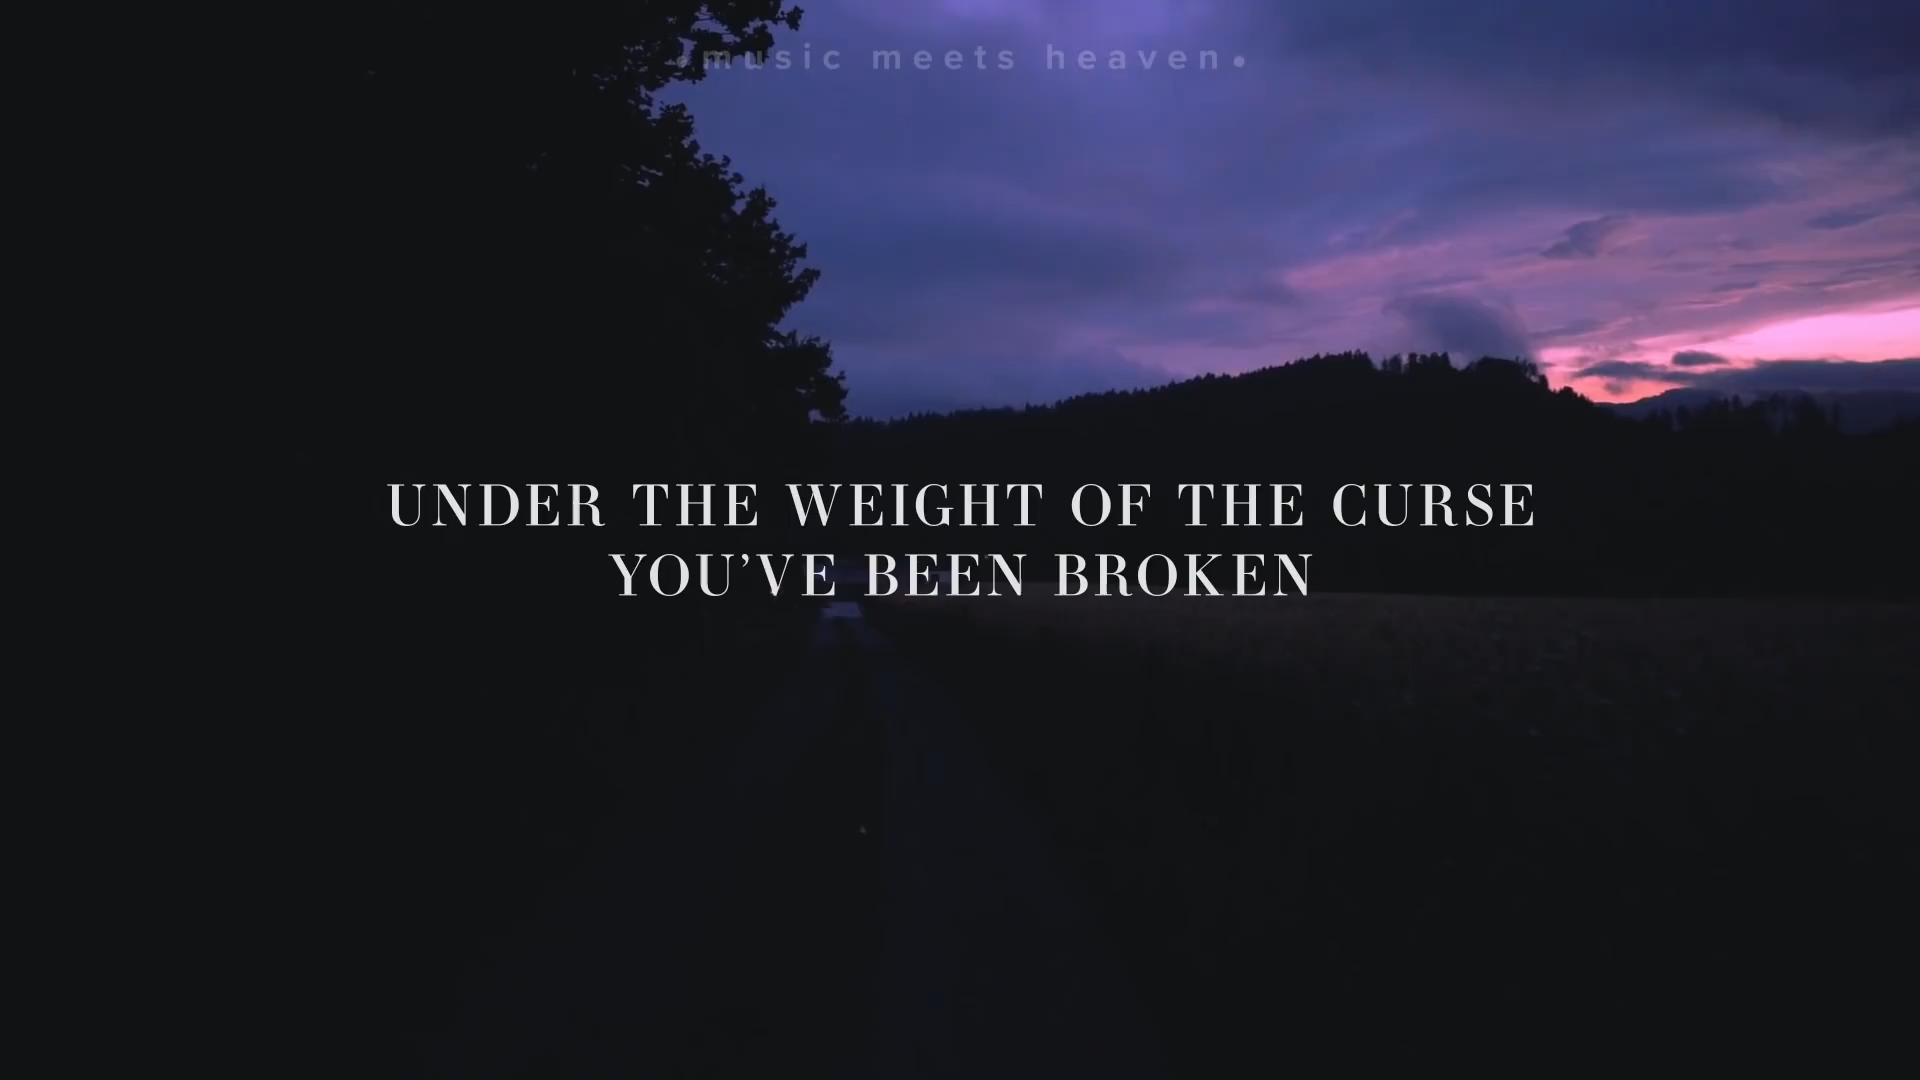 •music meets heaven•
UNDER THE WEIGHT OF THE CURSE
YOU’VE BEEN BROKEN